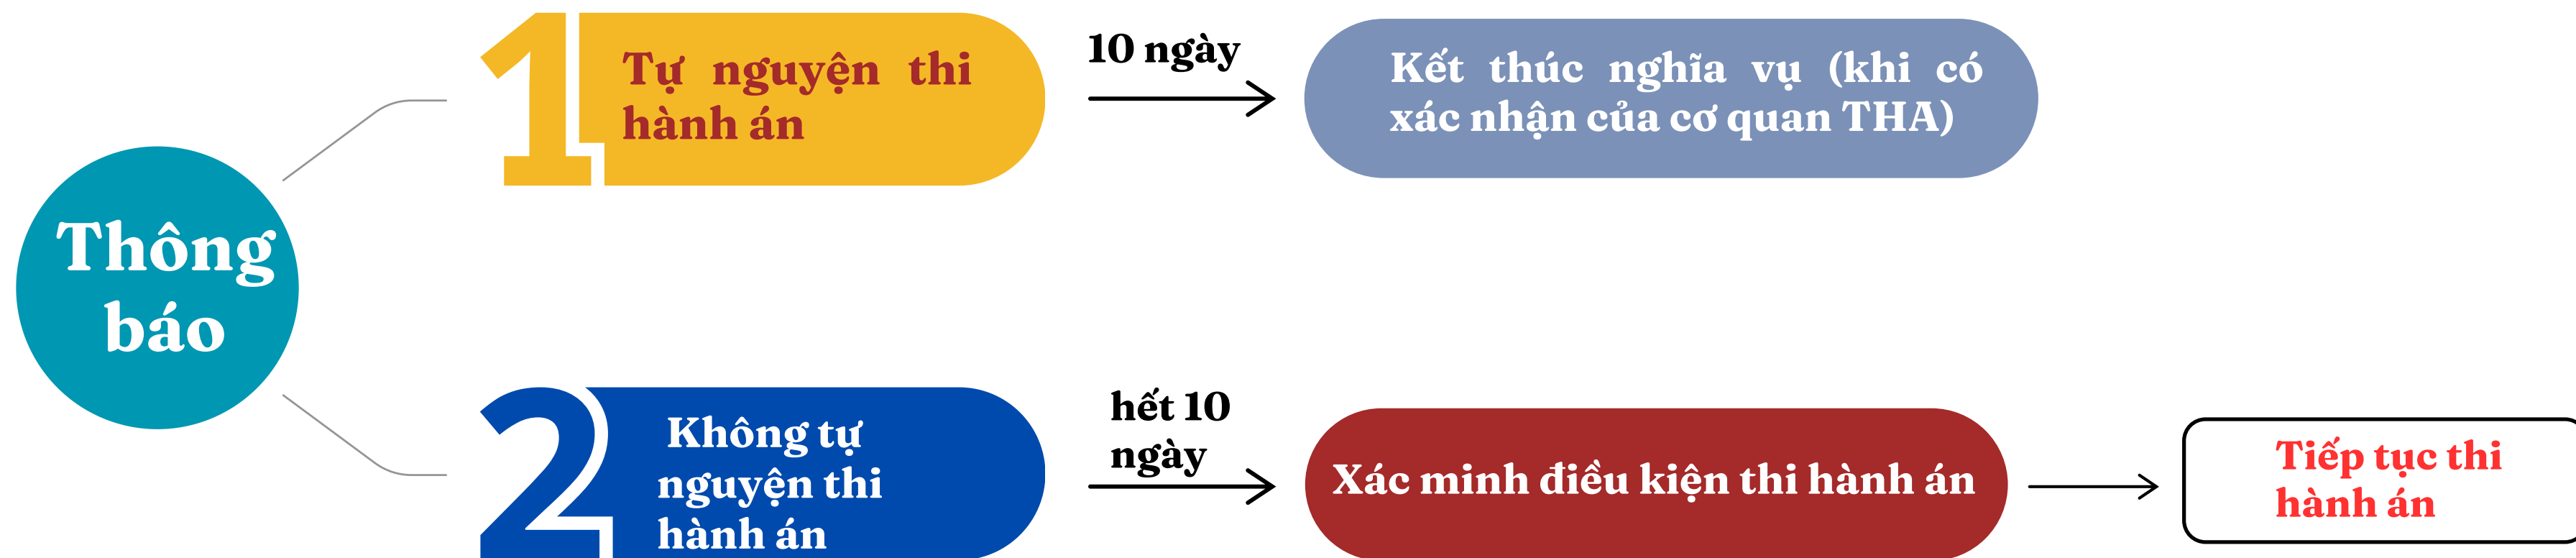 Thông
báo
1
Tự nguyện thi
hành án
10 ngày
Kết thúc nghĩa vụ (khi có
xác nhận của cơ quan THA)
2
Không tự
nguyện thi
hành án
hết 10
ngày
Xác minh điều kiện thi hành án
Tiếp tục thi
hành án